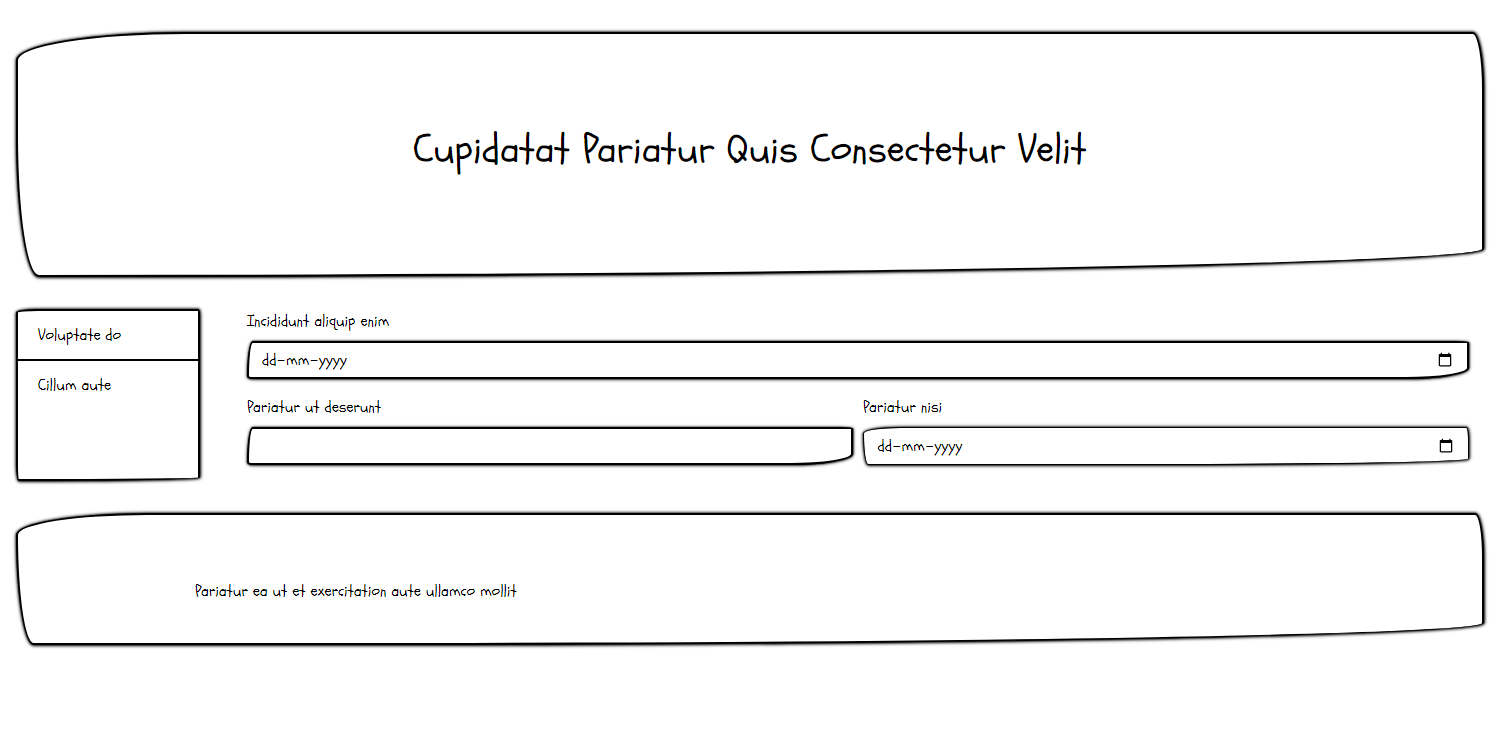 Cupidatat Pariatur Quis Consectetur Velit
Voluptate do
Cillum aute
Incididunt aliquip enim
dd-mm-yyyy
Pariatur ut deserunt
Pariatur nisi
dd-mm-yyyy
Pariatur ea ut et exercitation aute ullamco mollit